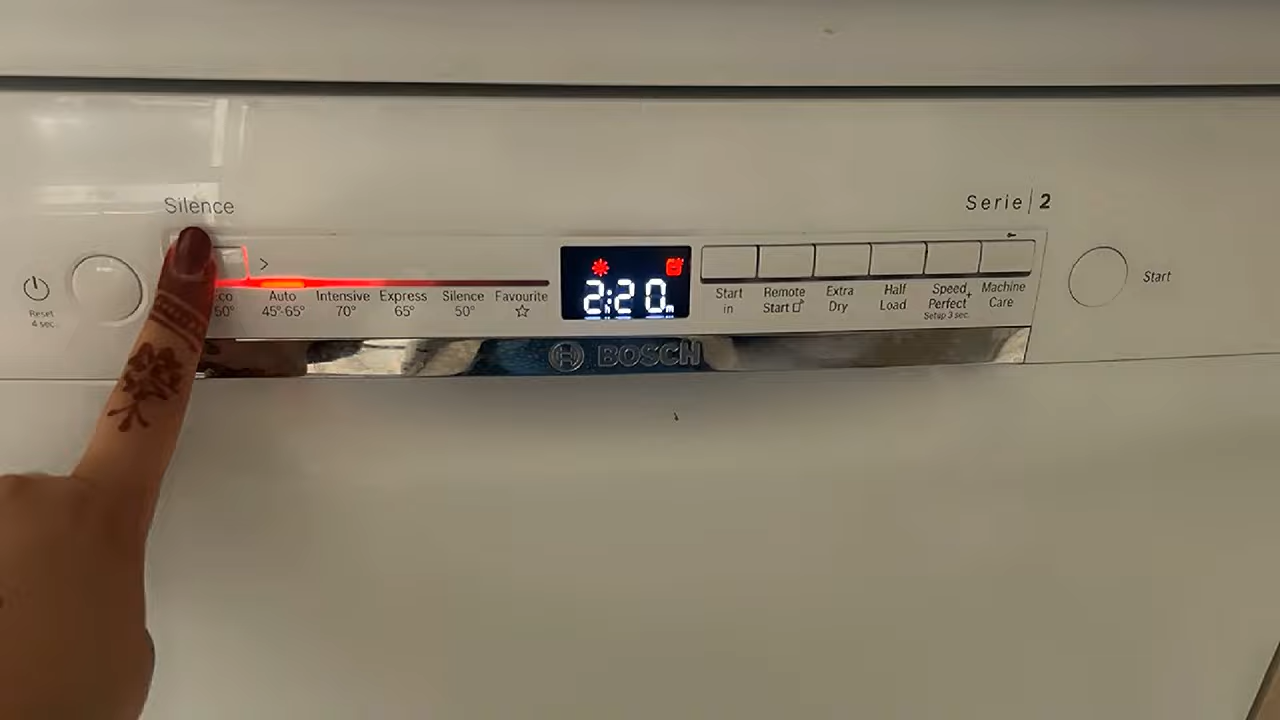 Silence
Serie | 2
>
Reset
4 sec.
50°
Auto
45°-65°
Intensive
70°
Express
65°
Silence
50°
Favourite
2:20
Start
in
Remote
Start
Extra
Dry
Half
Load
Speed
Perfect+
Setup 3 sec.
Machine
Care
Start
BOSCH